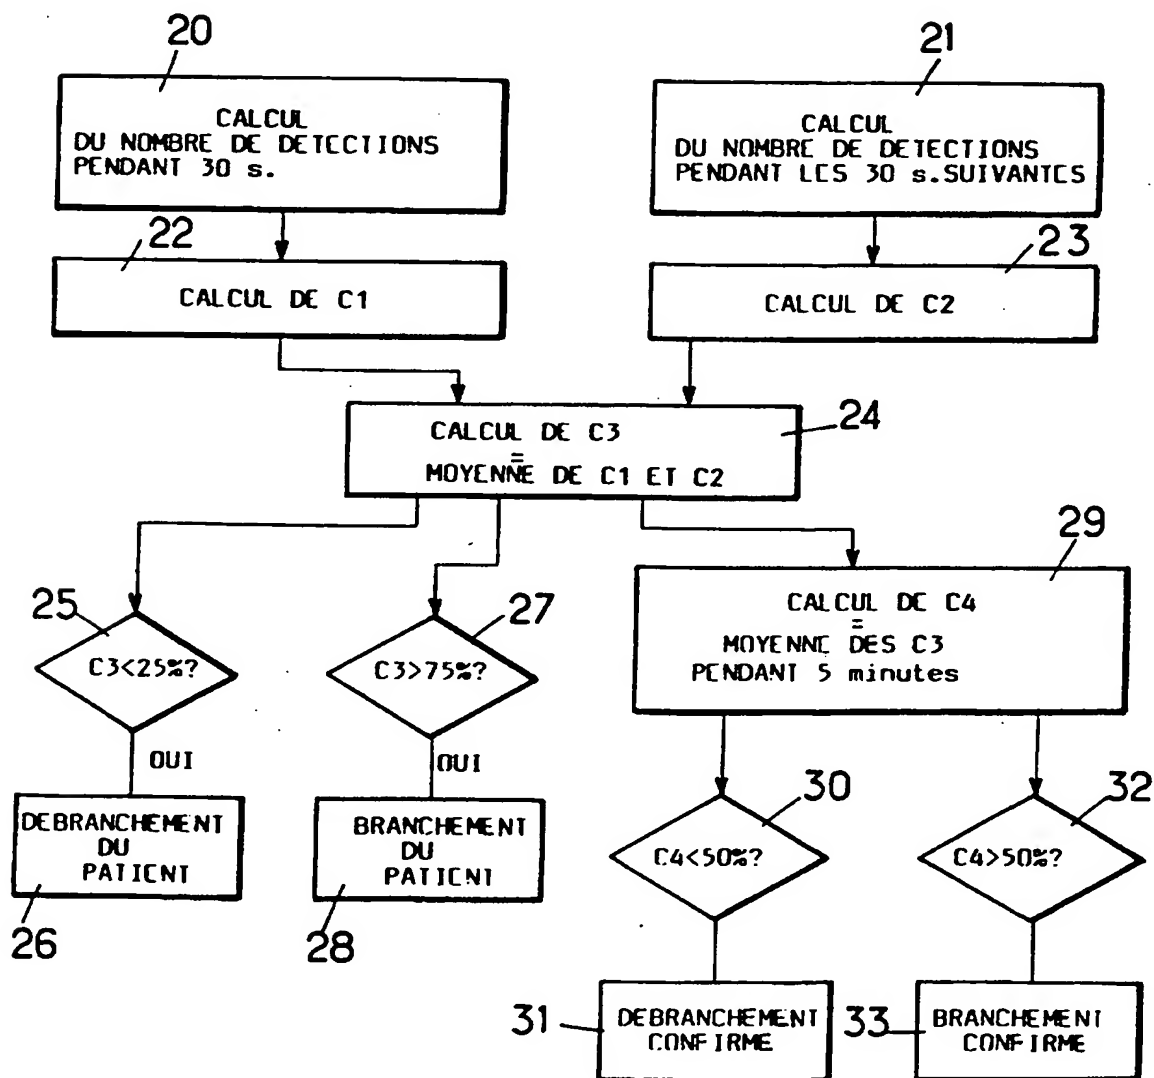 20
21
CALCUL
DU NOMBRE DE DETECTIONS
PENDANT 30 s.
CALCUL
DU NOMBRE DE DETECTIONS
PENDANT LES 30 s.SUIVANTES
22
23
CALCUL DE C1
CALCUL DE C2
24
CALCUL DE C3
=
MOYENNE DE C1 ET C2
29
CALCUL DE C4
=
MOYENNE DES C3
PENDANT 5 minutes
25
C3<25%?
27
C3>75%?
OUI
OUI
30
C4<50%?
32
C4>50%?
DEBRANCHEMENT
DU
PATIENT
BRANCHEMENT
DU
PATIENT
26
28
31
DEBRANCHEMENT
CONFIRME
33
BRANCHEMENT
CONFIRME